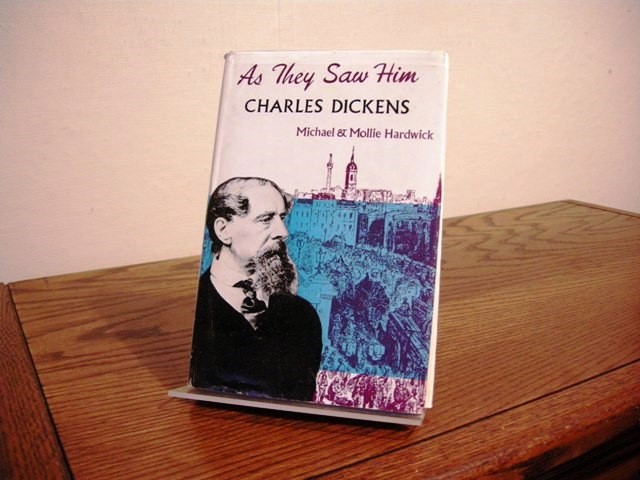 As They Saw Him
CHARLES DICKENS
Michael & Mollie Hardwick